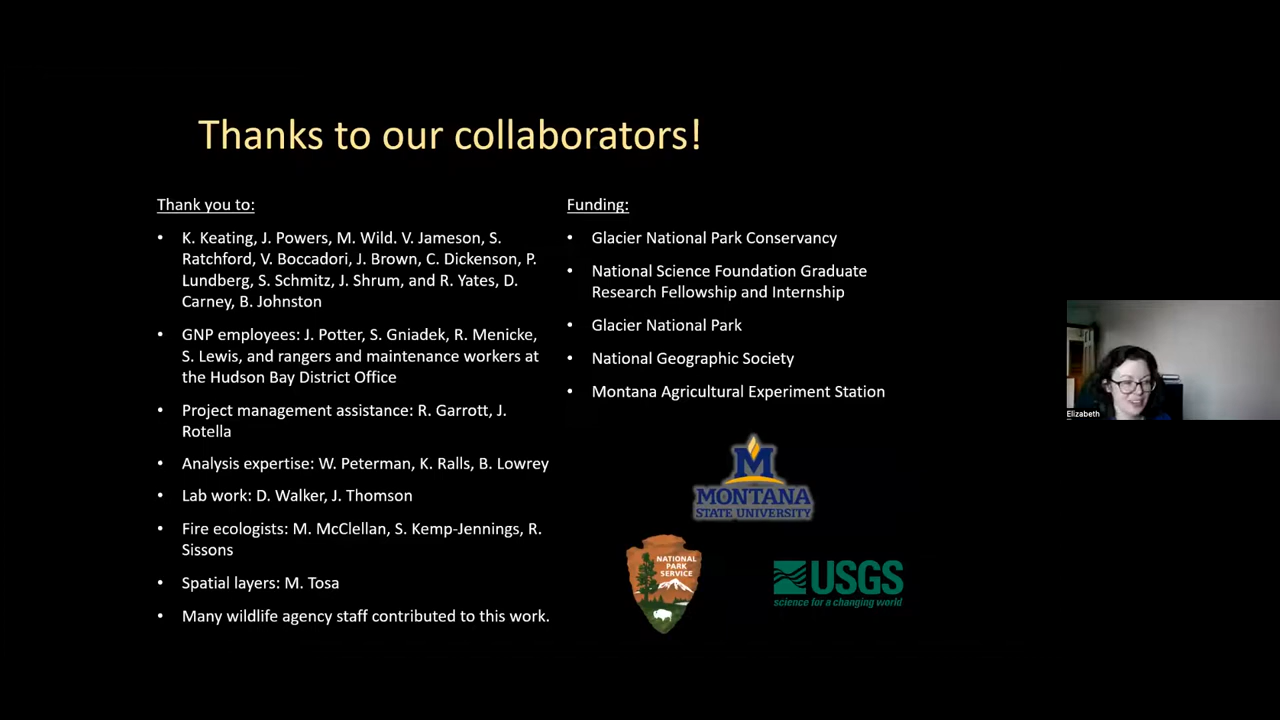 Thanks to our collaborators!
Thank you to:
• K. Keating, J. Powers, M. Wild. V. Jameson, S.
Ratchford, V. Boccadori, J. Brown, C. Dickenson, P.
Lundberg, S. Schmitz, J. Shrum, and R. Yates, D.
Carney, B. Johnston
• GNP employees: J. Potter, S. Gniadek, R. Menicke,
S. Lewis, and rangers and maintenance workers at
the Hudson Bay District Office
• Project management assistance: R. Garrott, J.
Rotella
• Analysis expertise: W. Peterman, K. Ralls, B. Lowrey
• Lab work: D. Walker, J. Thomson
• Fire ecologists: M. McClellan, S. Kemp-Jennings, R.
Sissons
• Spatial layers: M. Tosa
• Many wildlife agency staff contributed to this work.
Funding:
• Glacier National Park Conservancy
• National Science Foundation Graduate
Research Fellowship and Internship
• Glacier National Park
• National Geographic Society
• Montana Agricultural Experiment Station
M
MONTANA
STATE UNIVERSITY
NATIONAL
PARK
SERVICE
USGS
science for a changing world
Elizabeth